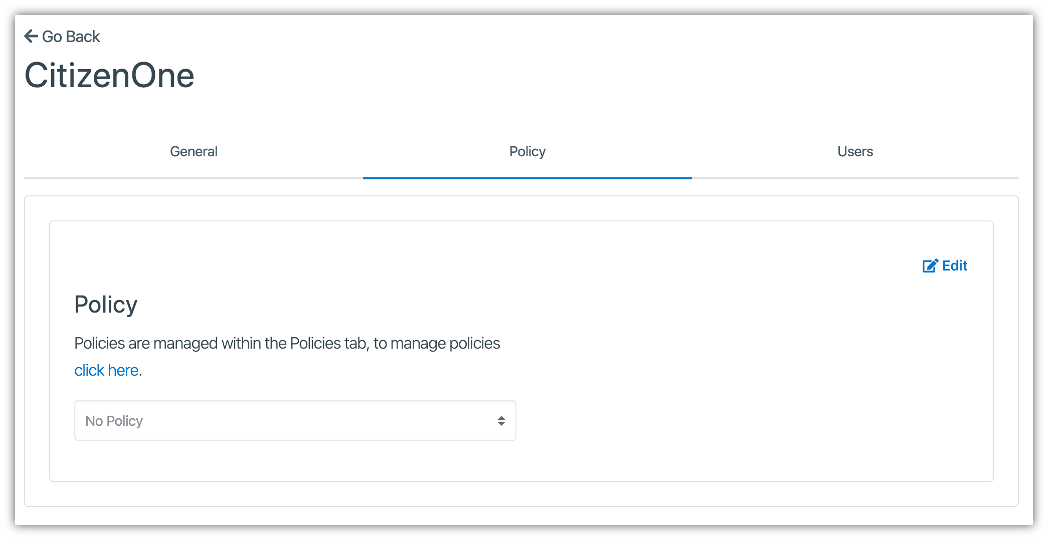 Go Back
CitizenOne
General
Policy
Users
Edit
Policy
Policies are managed within the Policies tab, to manage policies
click here.
No Policy